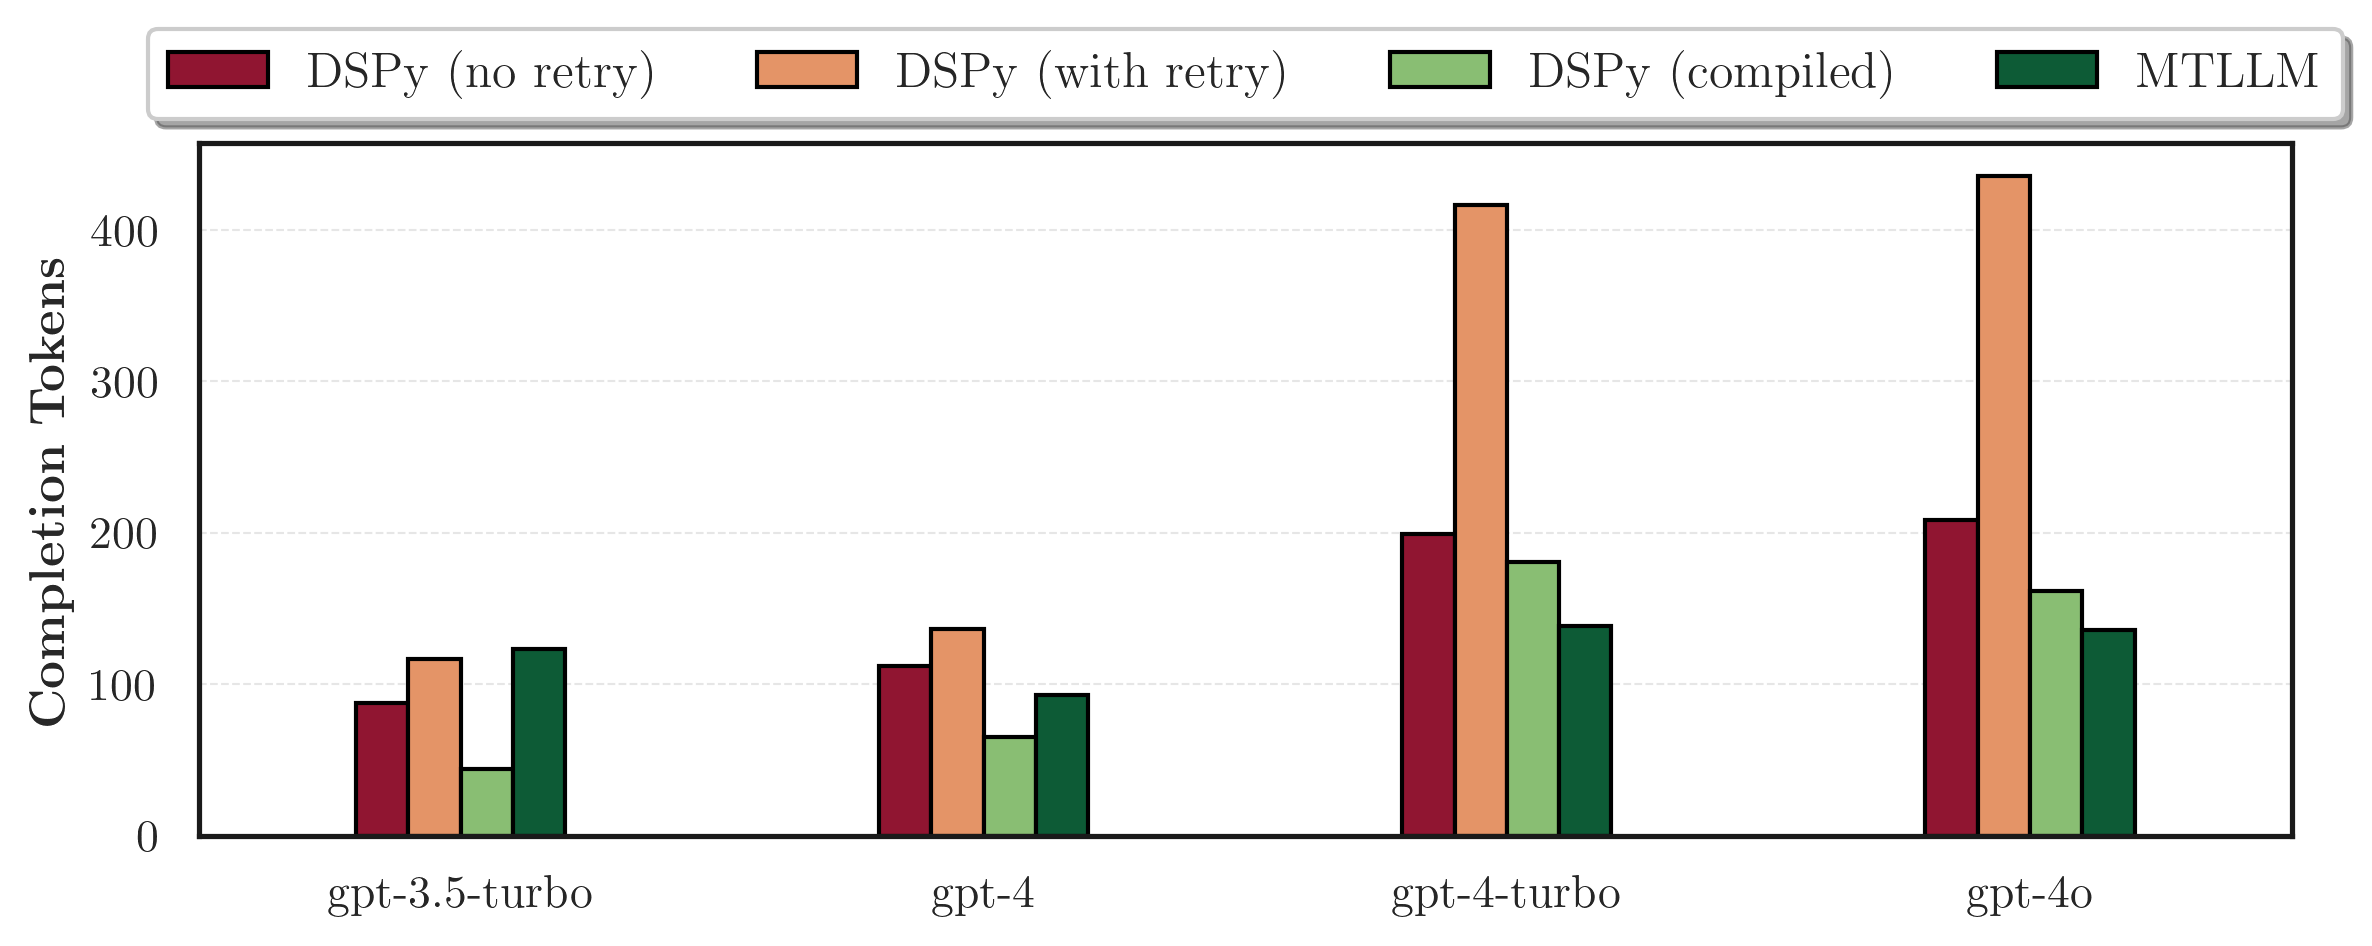 DSPy (no retry) DSPy (with retry) DSPy (compiled) MTLLM
Completion Tokens
400
300
200
100
0
gpt-3.5-turbo gpt-4 gpt-4-turbo gpt-4o